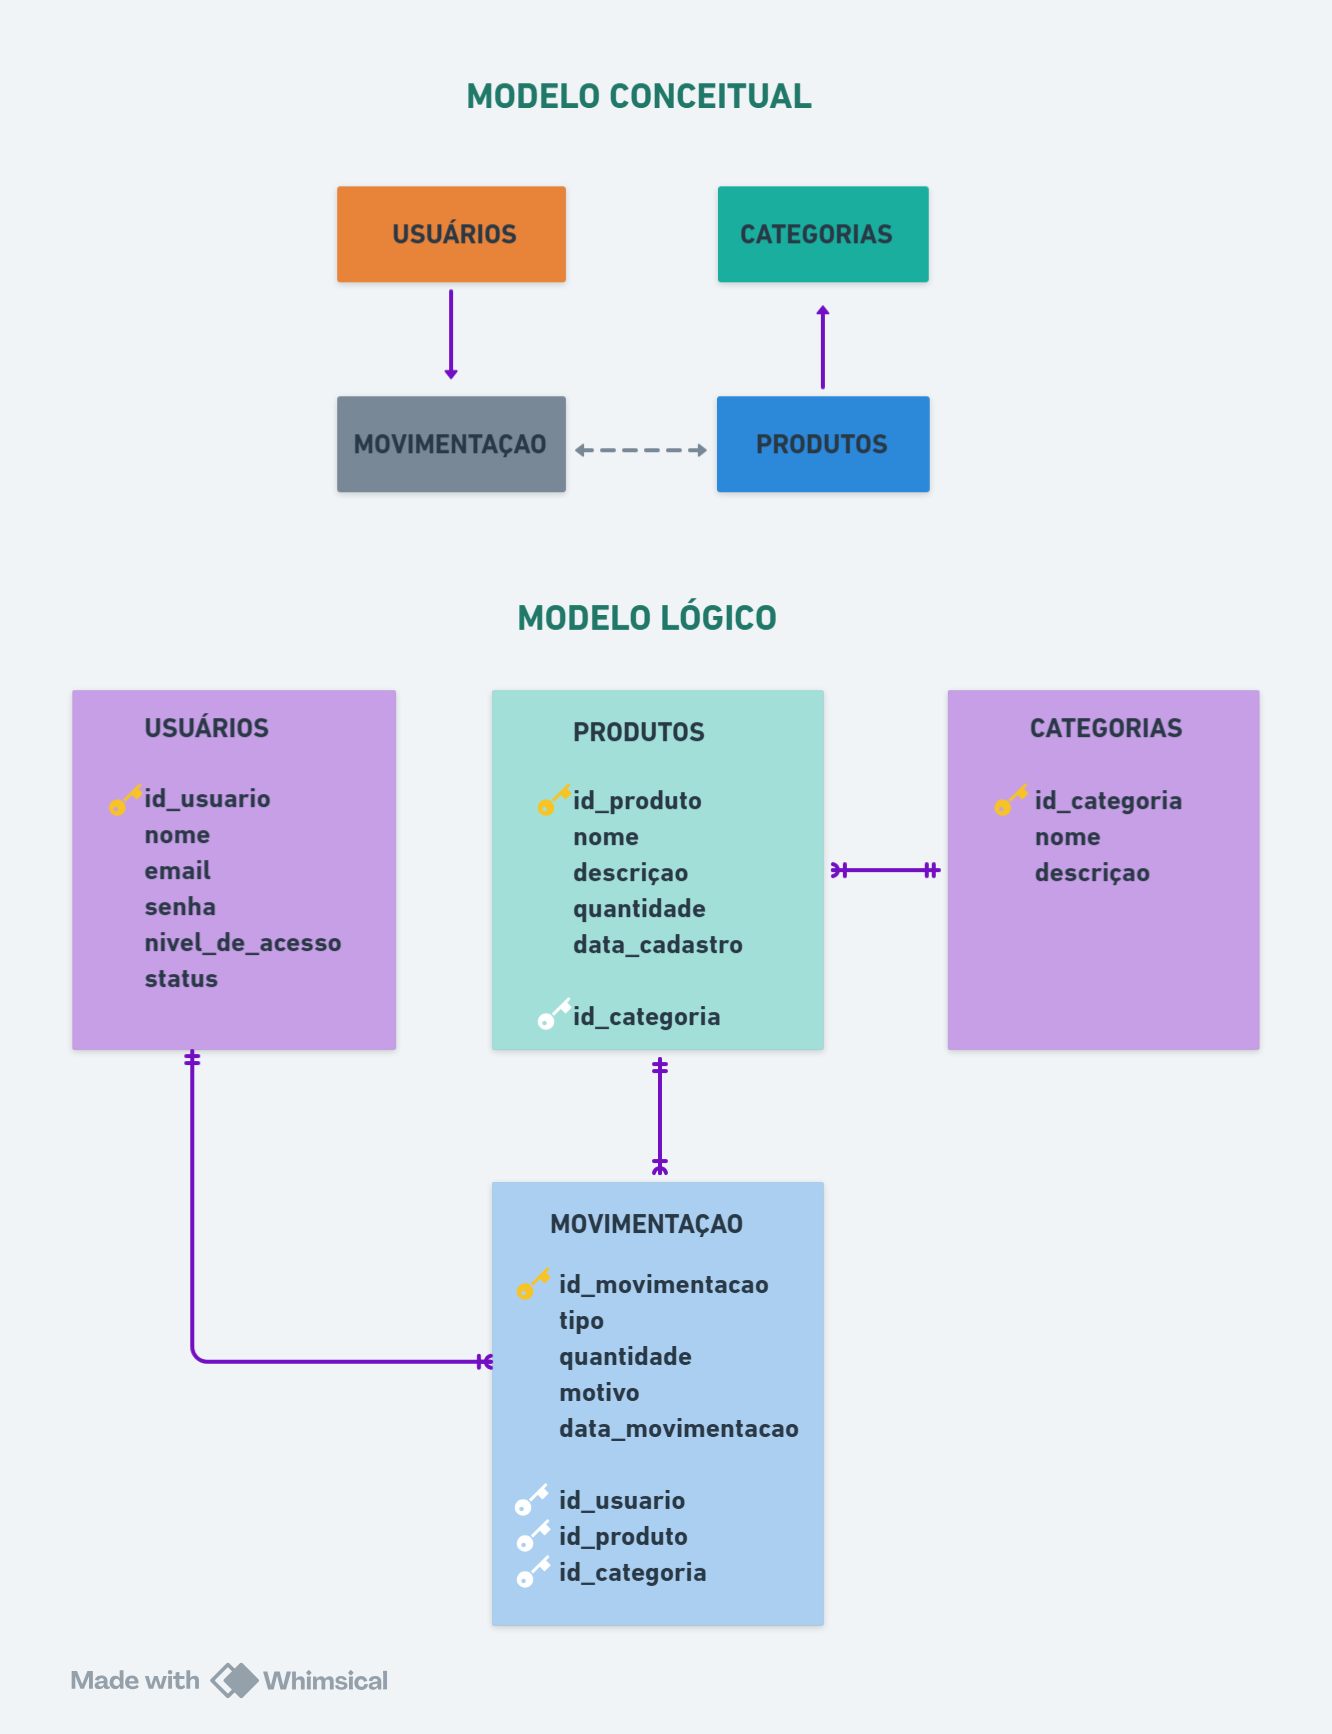 MODELO CONCEITUAL
USUÁRIOS
CATEGORIAS
MOVIMENTAÇAO
PRODUTOS
MODELO LÓGICO
USUÁRIOS
id_usuario
nome
email
senha
nivel_de_acesso
status
PRODUTOS
id_produto
nome
descriçao
quantidade
data_cadastro
id_categoria
CATEGORIAS
id_categoria
nome
descriçao
MOVIMENTAÇAO
id_movimentacao
tipo
quantidade
motivo
data_movimentacao
id_usuario
id_produto
id_categoria
Made with Whimsical